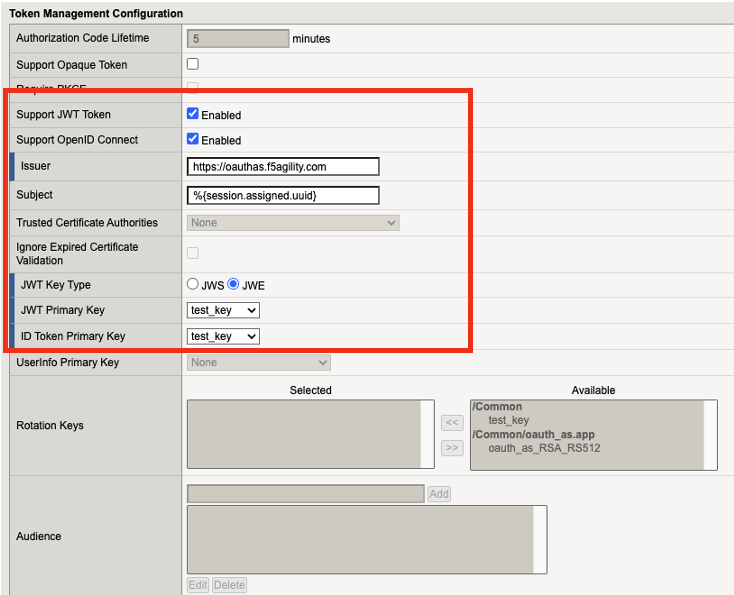 Token Management Configuration
Authorization Code Lifetime 5 minutes
Support Opaque Token
Require PKCE
Support JWT Token Enabled
Support OpenID Connect Enabled
Issuer https://oauthas.f5agility.com
Subject %{session.assigned.uuid}
Trusted Certificate Authorities None
Ignore Expired Certificate
Validation
JWT Key Type JWS JWE
JWT Primary Key test_key
ID Token Primary Key test_key
UserInfo Primary Key None
Selected Available
Rotation Keys
<<
>>
/Common
test_key
/Common/oauth_as.app
oauth_as_RSA_RS512
Add
Audience
Edit Delete